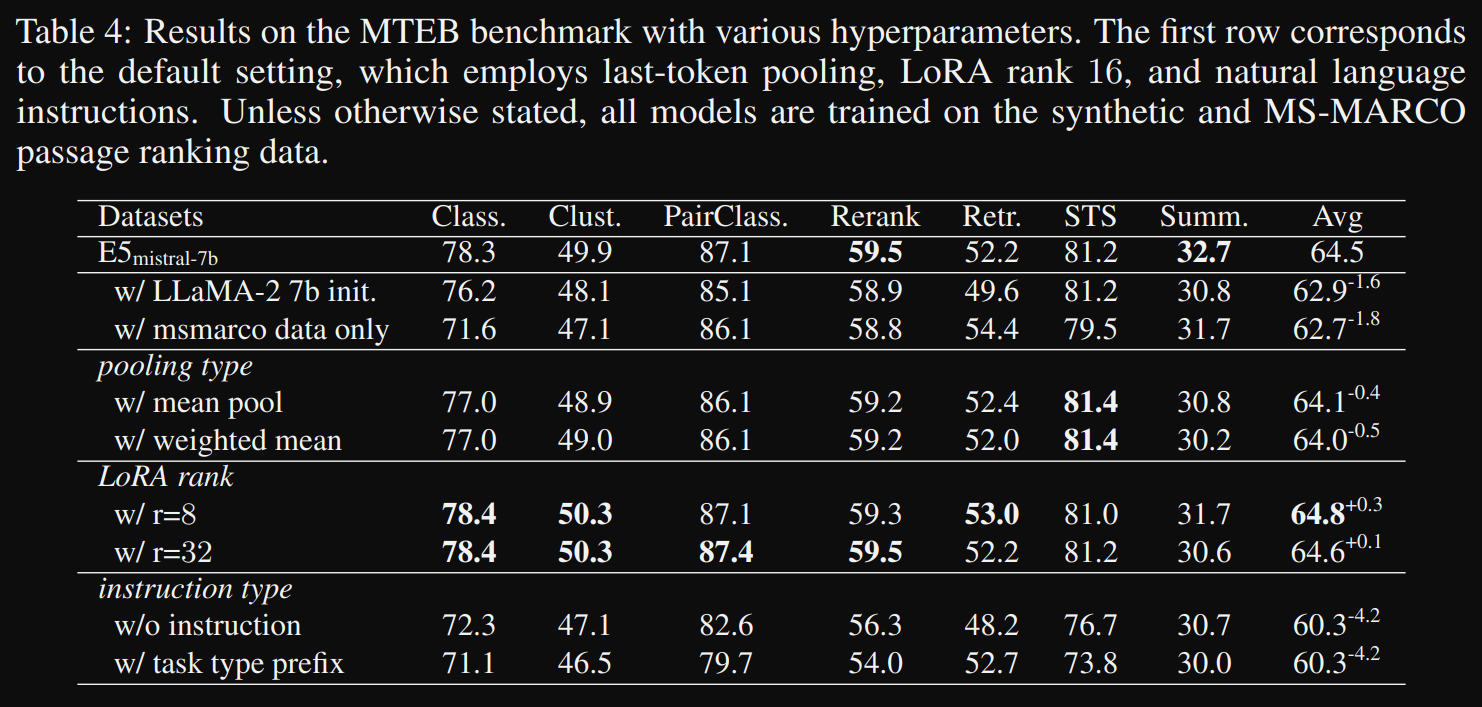 Table 4: Results on the MTEB benchmark with various hyperparameters. The first row corresponds
to the default setting, which employs last-token pooling, LoRA rank 16, and natural language
instructions. Unless otherwise stated, all models are trained on the synthetic and MS-MARCO
passage ranking data.
Datasets Class. Clust. PairClass. Rerank Retr. STS Summ. Avg
E5mistral-7b 78.3 49.9 87.1 59.5 52.2 81.2 32.7 64.5
w/ LLaMA-2 7b init. 76.2 48.1 85.1 58.9 49.6 81.2 30.8 62.9-1.6
w/ msmarco data only 71.6 47.1 86.1 58.8 54.4 79.5 31.7 62.7-1.8
pooling type
w/ mean pool 77.0 48.9 86.1 59.2 52.4 81.4 30.8 64.1-0.4
w/ weighted mean 77.0 49.0 86.1 59.2 52.0 81.4 30.2 64.0-0.5
LoRA rank
w/ r=8 78.4 50.3 87.1 59.3 53.0 81.0 31.7 64.8+0.3
w/ r=32 78.4 50.3 87.4 59.5 52.2 81.2 30.6 64.6+0.1
instruction type
w/o instruction 72.3 47.1 82.6 56.3 48.2 76.7 30.7 60.3-4.2
w/ task type prefix 71.1 46.5 79.7 54.0 52.7 73.8 30.0 60.3-4.2